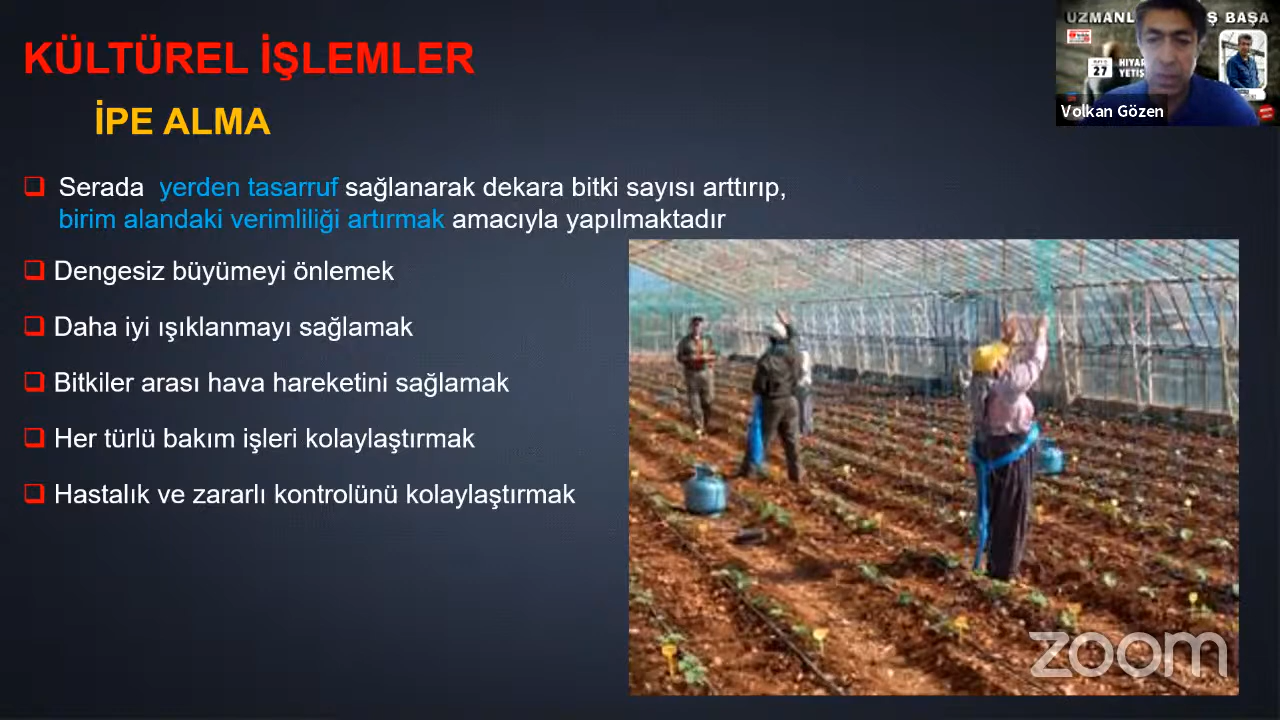 KÜLTÜREL İŞLEMLER
İPE ALMA
Serada yerden tasarruf sağlanarak dekara bitki sayısı arttırıp,
birim alandaki verimliliği artırmak amacıyla yapılmaktadır
Dengesiz büyümeyi önlemek
Daha iyi ışıklanmayı sağlamak
Bitkiler arası hava hareketini sağlamak
Her türlü bakım işleri kolaylaştırmak
Hastalık ve zararlı kontrolünü kolaylaştırmak
BAŞA
27
Volkan Gözen
zoom